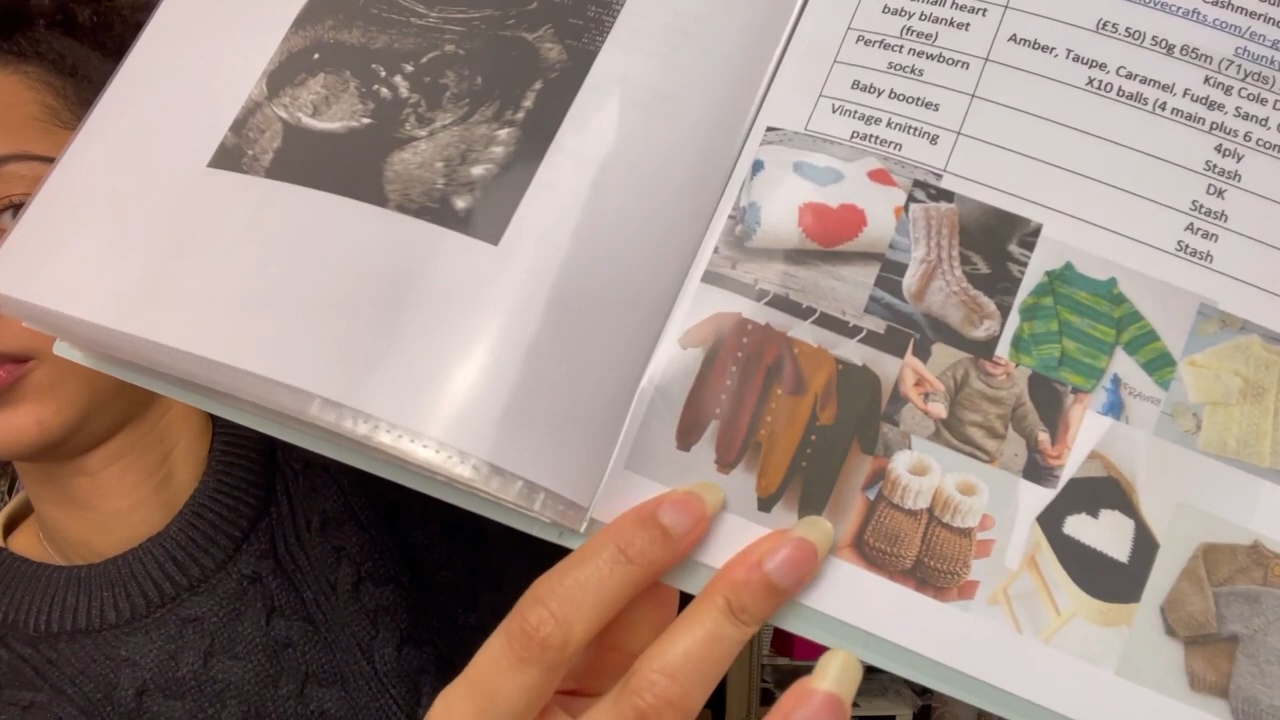 Cashmerino
lovecrafts.com/en-g
chunk
small heart
baby blanket
(free)
(£5.50) 50g 65m (71yds)
King Cole D
Perfect newborn
socks
Amber, Taupe, Caramel, Fudge, Sand,
X10 balls (4 main plus 6 con
Baby booties
4ply
Stash
Vintage knitting
pattern
DK
Stash
Aran
Stash